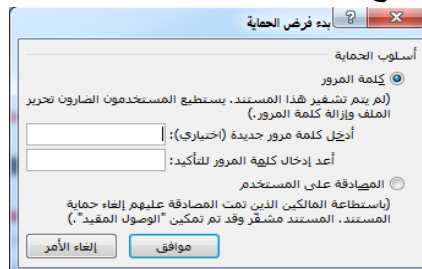 بدء فرض الحماية
أسلوب الحماية
كلمة المرور
(لم يتم تشفير هذا المستند. يستطيع المستخدمون الضارون تحرير
الملف وإزالة كلمة المرور.)
أدخل كلمة مرور جديدة (اختياري):
أعد إدخال كلمة المرور للتأكيد:
المصادقة على المستخدم
(باستطاعة المالكين الذين تمت المصادقة عليهم إلغاء حماية
المستند. المستند مشفّر وقد تم تمكين "الوصول المقيد".)
موافق
إلغاء الأمر